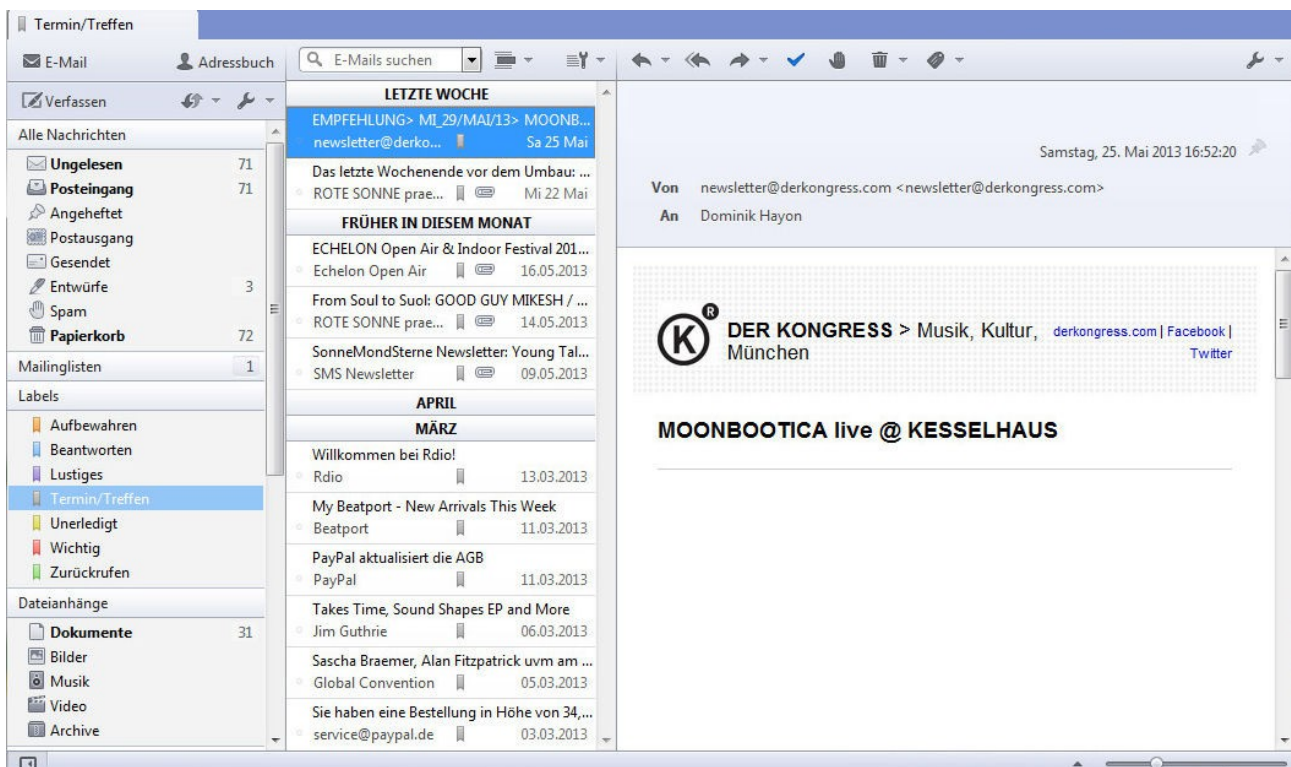 Termin/Treffen
E-Mail
Adressbuch
Verfassen
Alle Nachrichten
Ungelesen 71
Posteingang 71
Angeheftet
Postausgang
Gesendet
Entwürfe 3
Spam
Papierkorb 72
Mailinglisten 1
Labels
Aufbewahren
Beantworten
Lustiges
Termin/Treffen
Unerledigt
Wichtig
Zurückrufen
Dateianhänge
Dokumente 31
Bilder
Musik
Video
Archive
E-Mails suchen
LETZTE WOCHE
EMPFEHLUNG> MI_29/MAI/13> MOONB...
newsletter@derko... Sa 25 Mai
Das letzte Wochenende vor dem Umbau: ...
ROTE SONNE prae... Mi 22 Mai
FRÜHER IN DIESEM MONAT
ECHELON Open Air & Indoor Festival 201...
Echelon Open Air 16.05.2013
From Soul to Suol: GOOD GUY MIKESH / ...
ROTE SONNE prae... 14.05.2013
SonneMondSterne Newsletter: Young Tal...
SMS Newsletter 09.05.2013
APRIL
MÄRZ
Willkommen bei Rdio!
Rdio 13.03.2013
My Beatport - New Arrivals This Week
Beatport 11.03.2013
PayPal aktualisiert die AGB
PayPal 11.03.2013
Takes Time, Sound Shapes EP and More
Jim Guthrie 06.03.2013
Sascha Braemer, Alan Fitzpatrick uvm am ...
Global Convention 05.03.2013
Sie haben eine Bestellung in Höhe von 34,...
service@paypal.de 03.03.2013
Samstag, 25. Mai 2013 16:52:20
Von newsletter@derkongress.com <newsletter@derkongress.com>
An Dominik Hayon
K R
DER KONGRESS > Musik, Kultur, derkongress.com | Facebook |
München Twitter
MOONBOOTICA live @ KESSELHAUS